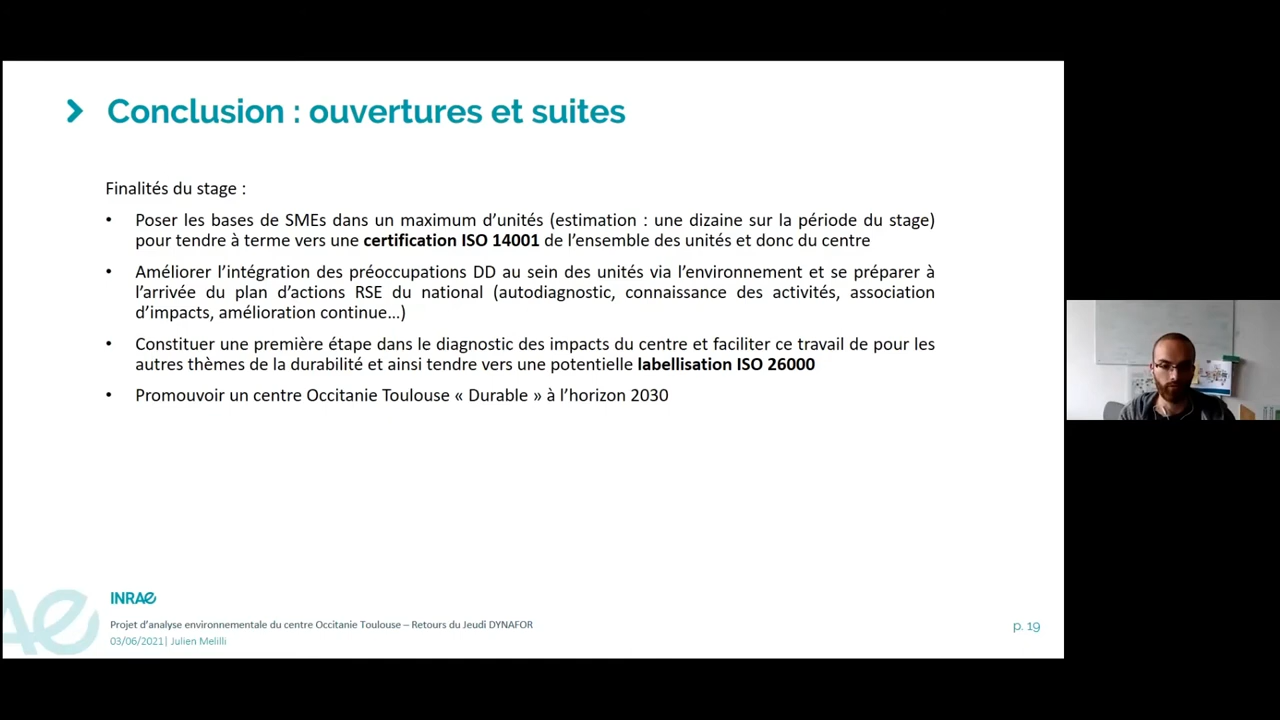 Conclusion : ouvertures et suites
Finalités du stage :
• Poser les bases de SMEs dans un maximum d’unités (estimation : une dizaine sur la période du stage)
pour tendre à terme vers une certification ISO 14001 de l’ensemble des unités et donc du centre
• Améliorer l’intégration des préoccupations DD au sein des unités via l’environnement et se préparer à
l’arrivée du plan d’actions RSE du national (autodiagnostic, connaissance des activités, association
d’impacts, amélioration continue…)
• Constituer une première étape dans le diagnostic des impacts du centre et faciliter ce travail de pour les
autres thèmes de la durabilité et ainsi tendre vers une potentielle labellisation ISO 26000
• Promouvoir un centre Occitanie Toulouse « Durable » à l’horizon 2030
INRAE
Projet d’analyse environnementale du centre Occitanie Toulouse – Retours du Jeudi DYNAFOR
03/06/2021| Julien Melilli
p. 19